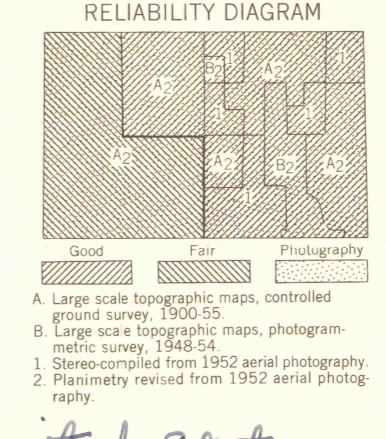 RELIABILITY DIAGRAM
1
B2 A2 1
A2
1 1
A2 A2 B2 A2
1
Good Fair Photography
A. Large scale topographic maps, controlled
ground survey, 1900-55.
B. Large scale topographic maps, photogram-
metric survey, 1948-54.
1. Stereo-compiled from 1952 aerial photography.
2. Planimetry revised from 1952 aerial photog-
raphy.